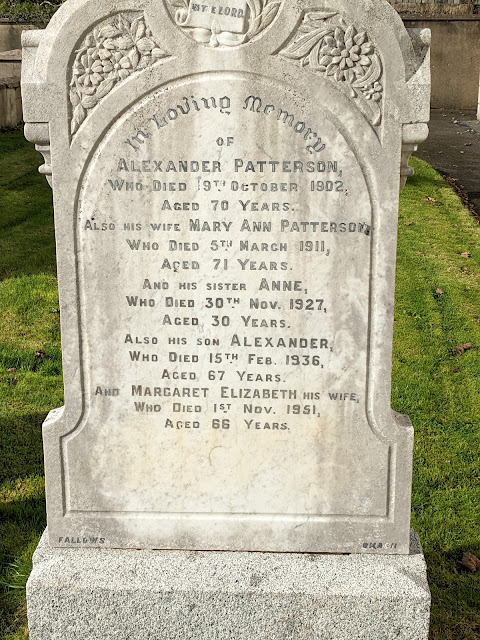 THE LORD
In Loving Memory
OF
ALEXANDER PATTERSON,
WHO DIED 19TH OCTOBER 1902,
AGED 70 YEARS.
ALSO HIS WIFE MARY ANN PATTERSON,
WHO DIED 5TH MARCH 1911,
AGED 71 YEARS.
AND HIS SISTER ANNE,
WHO DIED 30TH NOV. 1927,
AGED 30 YEARS.
ALSO HIS SON ALEXANDER,
WHO DIED 15TH FEB. 1936,
AGED 67 YEARS.
AND MARGARET ELIZABETH HIS WIFE,
WHO DIED 1ST NOV. 1951,
AGED 66 YEARS.
FALLOWS
OMAGH